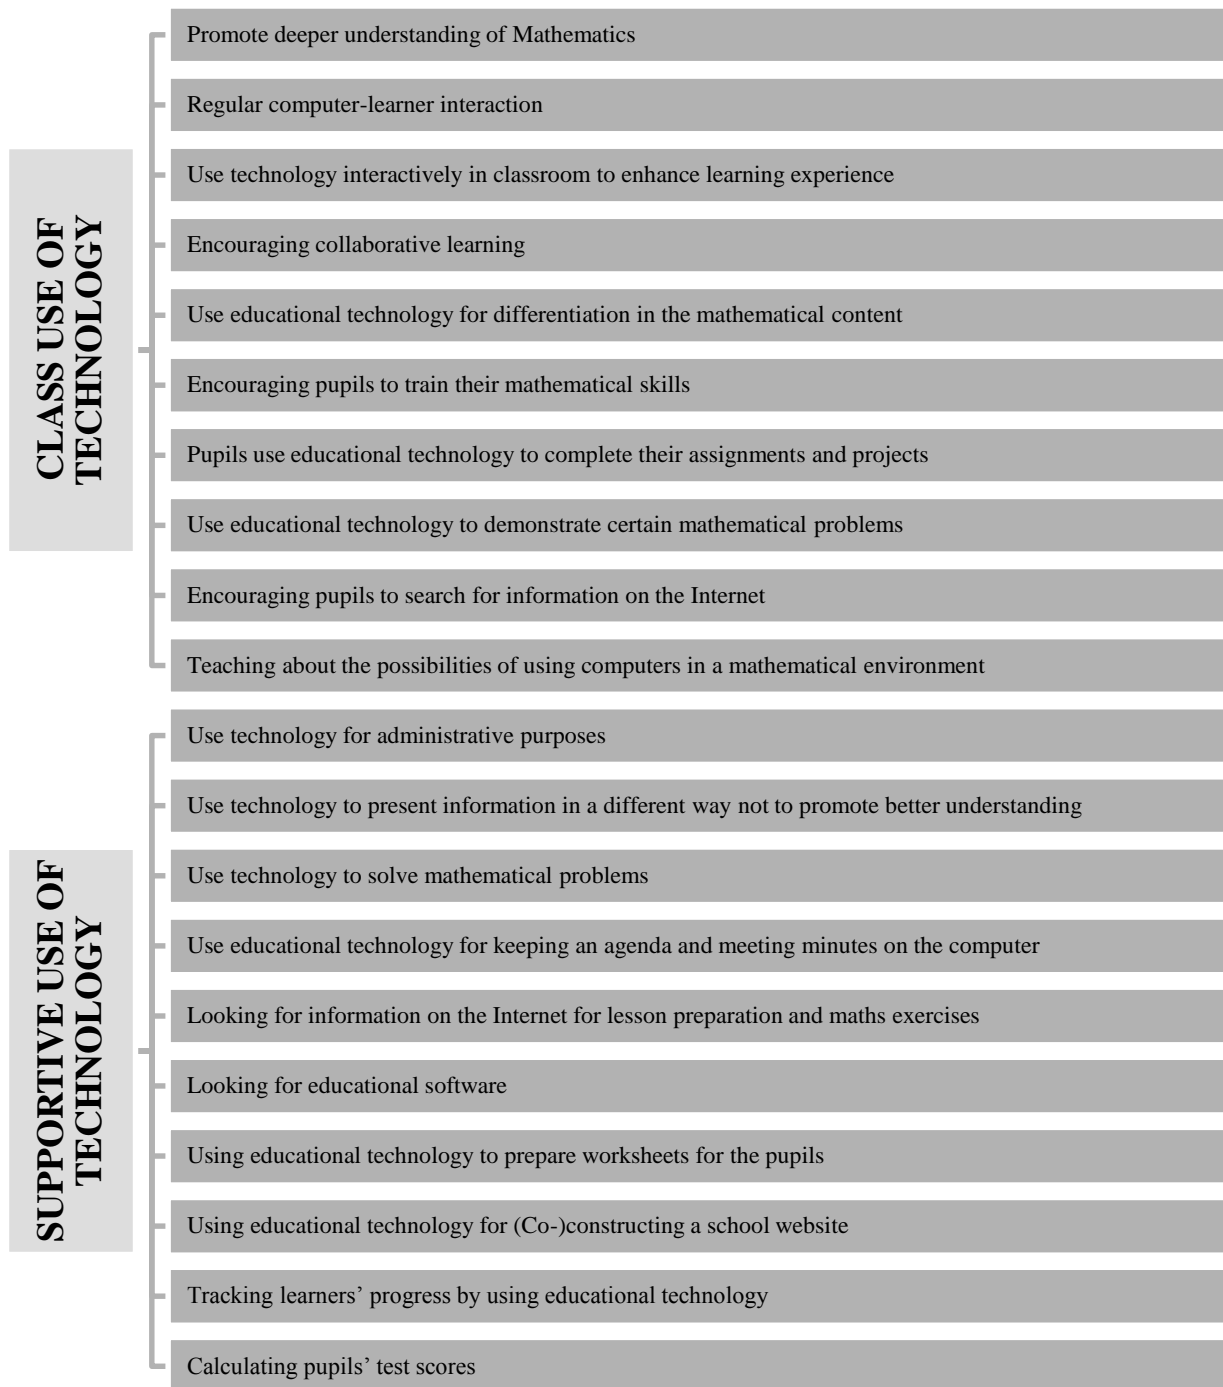 CLASS USE OF
TECHNOLOGY
Promote deeper understanding of Mathematics
Regular computer-learner interaction
Use technology interactively in classroom to enhance learning experience
Encouraging collaborative learning
Use educational technology for differentiation in the mathematical content
Encouraging pupils to train their mathematical skills
Pupils use educational technology to complete their assignments and projects
Use educational technology to demonstrate certain mathematical problems
Encouraging pupils to search for information on the Internet
Teaching about the possibilities of using computers in a mathematical environment
SUPPORTIVE USE OF
TECHNOLOGY
Use technology for administrative purposes
Use technology to present information in a different way not to promote better understanding
Use technology to solve mathematical problems
Use educational technology for keeping an agenda and meeting minutes on the computer
Looking for information on the Internet for lesson preparation and maths exercises
Looking for educational software
Using educational technology to prepare worksheets for the pupils
Using educational technology for (Co-)constructing a school website
Tracking learners’ progress by using educational technology
Calculating pupils’ test scores